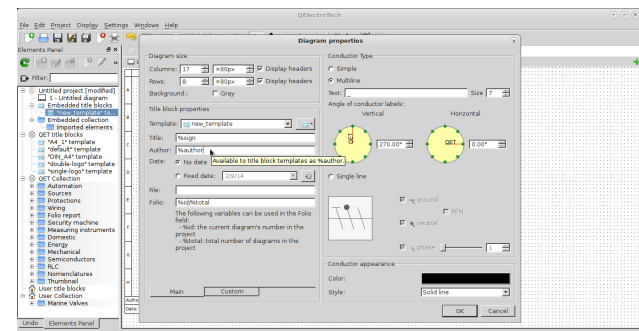 QElectroTech
File Edit Project Display Settings Windows Help
Elements Panel
Filter:
Untitled project [modified]
1 - Untitled diagram
Embedded title blocks
"new_template" te...
Embedded collection
Imported elements
QET title blocks
"A4_1" template
"default" template
"DIN_A4" template
"double-logo" template
"single-logo" template
QET Collection
Automation
Sources
Protections
Wiring
Folio report
Security machine
Measuring instruments
Domestic
Energy
Mechanical
Semiconductors
RLC
Nomenclatures
Thumbnail
User title blocks
User Collection
Marine Valves
Undo Elements Panel
Diagram properties
Diagram size
Columns: 17 ×60px Display headers
Rows: 8 ×80px Display headers
Background.: Gray
Title block properties
Template: new_template
Title: %sign
Author: %author
Available to title block templates as %author.
Date: No date
Fixed date: 2/9/14
File:
Folio: %id/%total
The following variables can be used in the Folio
field:
- %id: the current diagram's number in the
project
- %total: total number of diagrams in the
project
Main Custom
Conductor Type
Simple
Multiline
Text: _ Size 7
Angle of conductor labels:
Vertical Horizontal
QET 270.00° QET 0.00°
Single line
ground
PEN
neutral
phase 1
Conductor appearance
Color:
Style: Solid line
OK Cancel